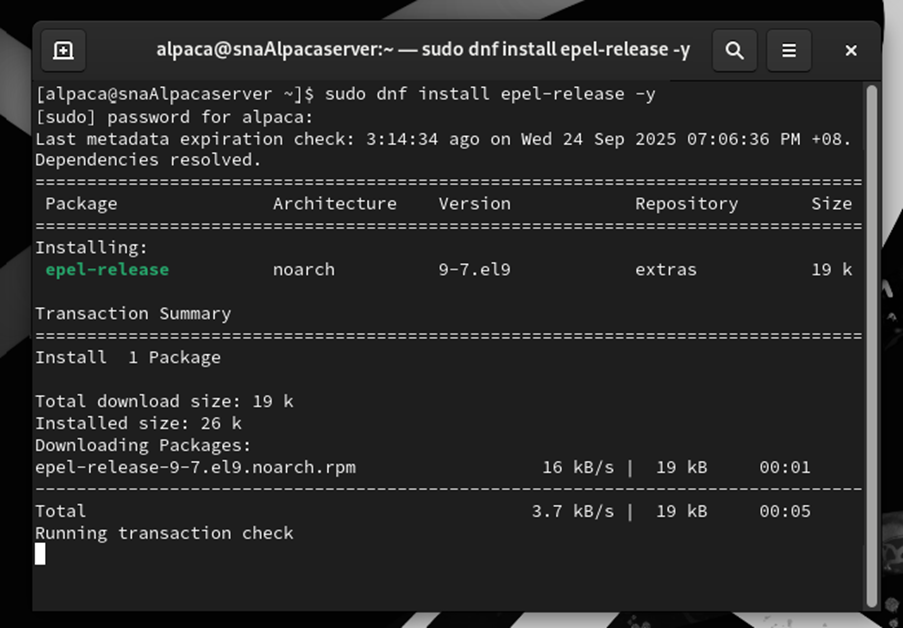 alpaca@snaAlpacaserver:~ — sudo dnf install epel-release -y
[alpaca@snaAlpacaserver ~]$ sudo dnf install epel-release -y
[sudo] password for alpaca:
Last metadata expiration check: 3:14:34 ago on Wed 24 Sep 2025 07:06:36 PM +08.
Dependencies resolved.
================================================================================
Package Architecture Version Repository Size
================================================================================
Installing:
epel-release noarch 9-7.el9 extras 19 k
Transaction Summary
================================================================================
Install 1 Package
Total download size: 19 k
Installed size: 26 k
Downloading Packages:
epel-release-9-7.el9.noarch.rpm 16 kB/s | 19 kB 00:01
--------------------------------------------------------------------------------
Total 3.7 kB/s | 19 kB 00:05
Running transaction check